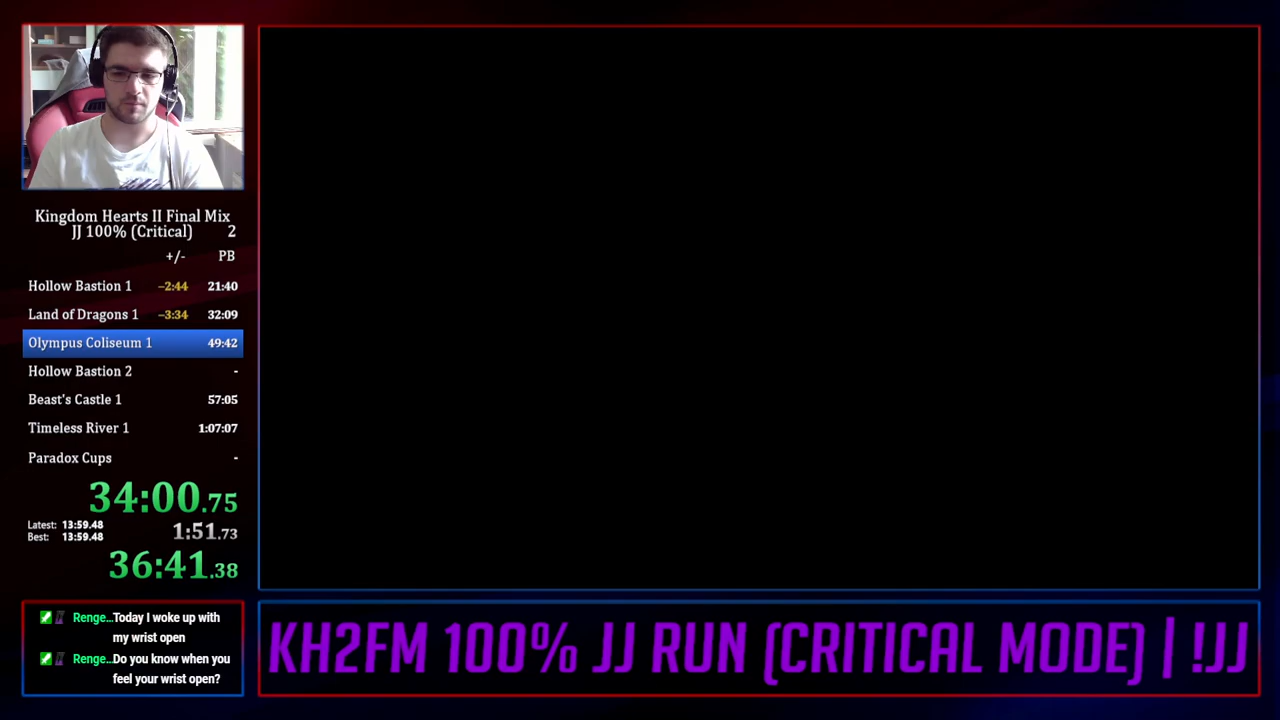 Kingdom Hearts II Final Mix
JJ 100% (Critical) 2
+/- PB
Hollow Bastion 1 −2:44 21:40
Land of Dragons 1 −3:34 32:09
Olympus Coliseum 1 49:42
Hollow Bastion 2 -
Beast's Castle 1 57:05
Timeless River 1 1:07:07
Paradox Cups -
34:00.75
Latest: 13:59.48 1:51.73
Best: 13:59.48
36:41.38
Renge…Today I woke up with
my wrist open
Renge…Do you know when you
feel your wrist open?
KH2FM 100% JJ RUN (CRITICAL MODE) | !JJ